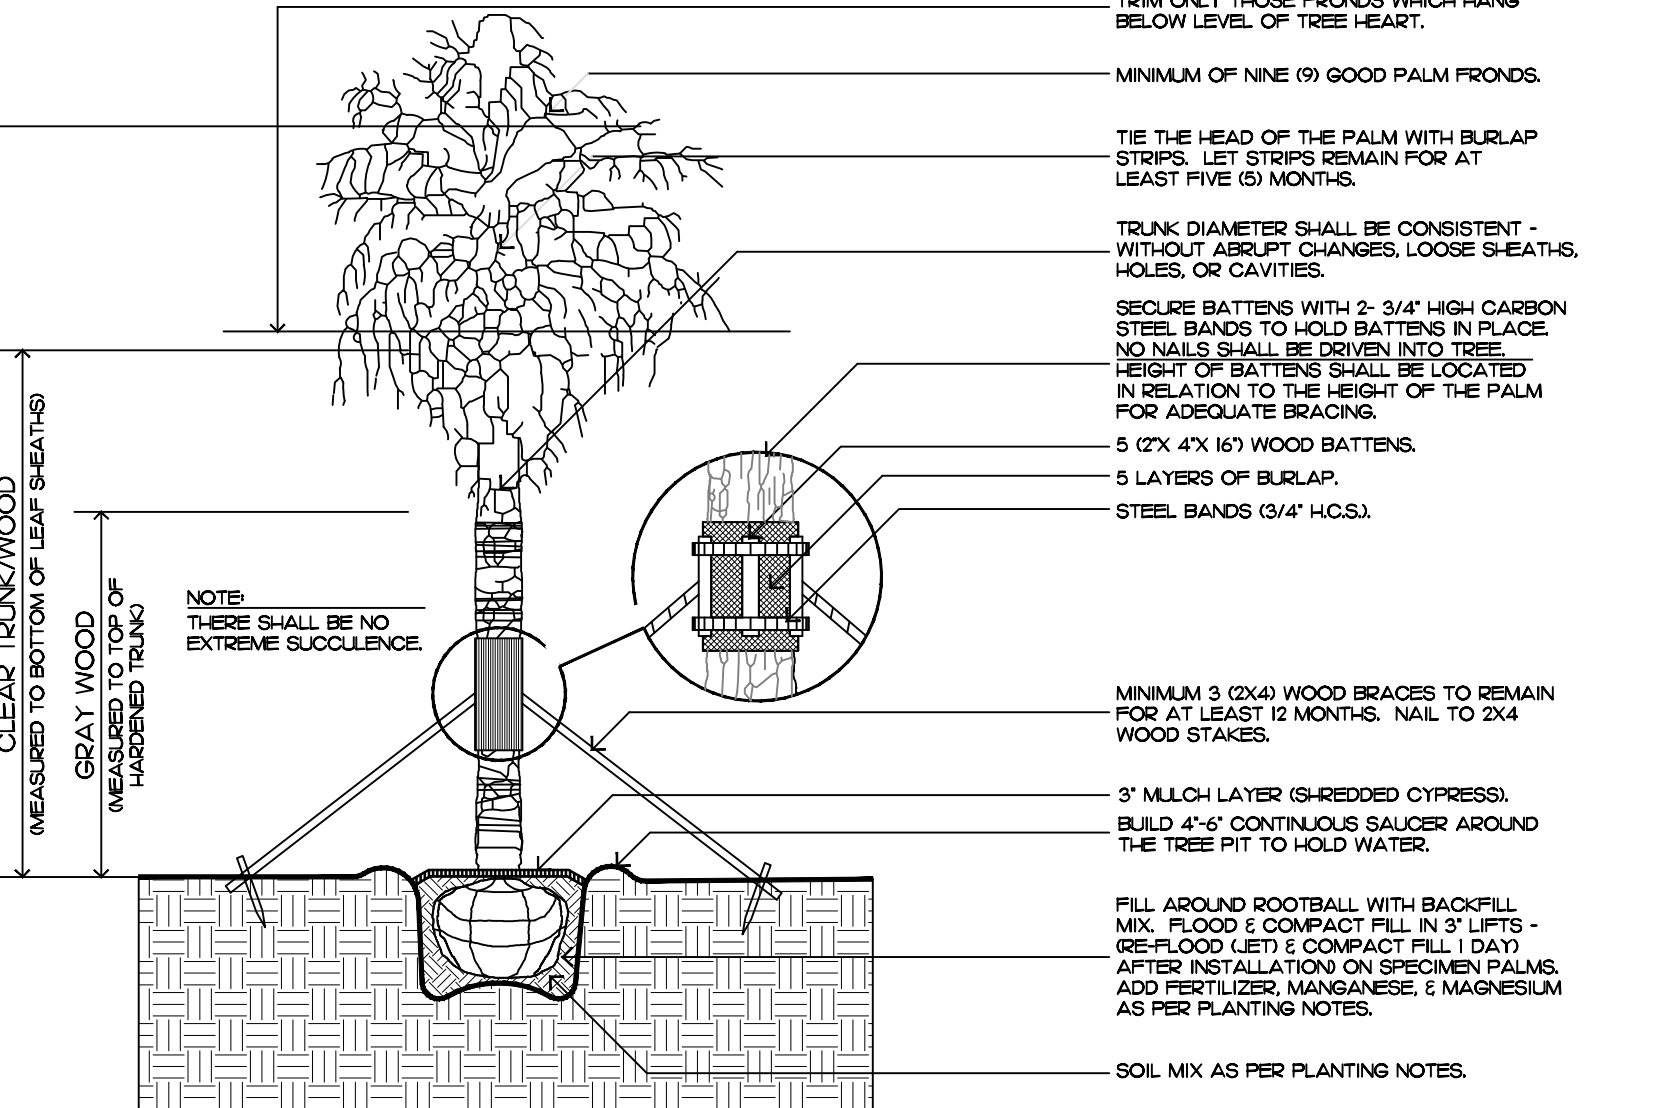 TRIM ONLY THOSE FRONDS WHICH HANG
BELOW LEVEL OF TREE HEART.
MINIMUM OF NINE (9) GOOD PALM FRONDS.
TIE THE HEAD OF THE PALM WITH BURLAP
STRIPS. LET STRIPS REMAIN FOR AT
LEAST FIVE (5) MONTHS.
TRUNK DIAMETER SHALL BE CONSISTENT -
WITHOUT ABRUPT CHANGES, LOOSE SHEATHS,
HOLES, OR CAVITIES.
SECURE BATTENS WITH 2- 3/4" HIGH CARBON
STEEL BANDS TO HOLD BATTENS IN PLACE.
NO NAILS SHALL BE DRIVEN INTO TREE.
HEIGHT OF BATTENS SHALL BE LOCATED
IN RELATION TO THE HEIGHT OF THE PALM
FOR ADEQUATE BRACING.
5 (2"X 4"X 16") WOOD BATTENS.
5 LAYERS OF BURLAP.
STEEL BANDS (3/4" H.C.S.).
CLEAR TRUNK/WOOD
(MEASURED TO BOTTOM OF LEAF SHEATHS)
GRAY WOOD
(MEASURED TO TOP OF
HARDENED TRUNK)
NOTE:
THERE SHALL BE NO
EXTREME SUCCULENCE.
MINIMUM 3 (2X4) WOOD BRACES TO REMAIN
FOR AT LEAST 12 MONTHS. NAIL TO 2X4
WOOD STAKES.
3" MULCH LAYER (SHREDDED CYPRESS).
BUILD 4"-6" CONTINUOUS SAUCER AROUND
THE TREE PIT TO HOLD WATER.
FILL AROUND ROOTBALL WITH BACKFILL
MIX. FLOOD & COMPACT FILL IN 3" LIFTS -
(RE-FLOOD (JET) & COMPACT FILL 1 DAY)
AFTER INSTALLATION) ON SPECIMEN PALMS.
ADD FERTILIZER, MANGANESE, & MAGNESIUM
AS PER PLANTING NOTES.
SOIL MIX AS PER PLANTING NOTES.